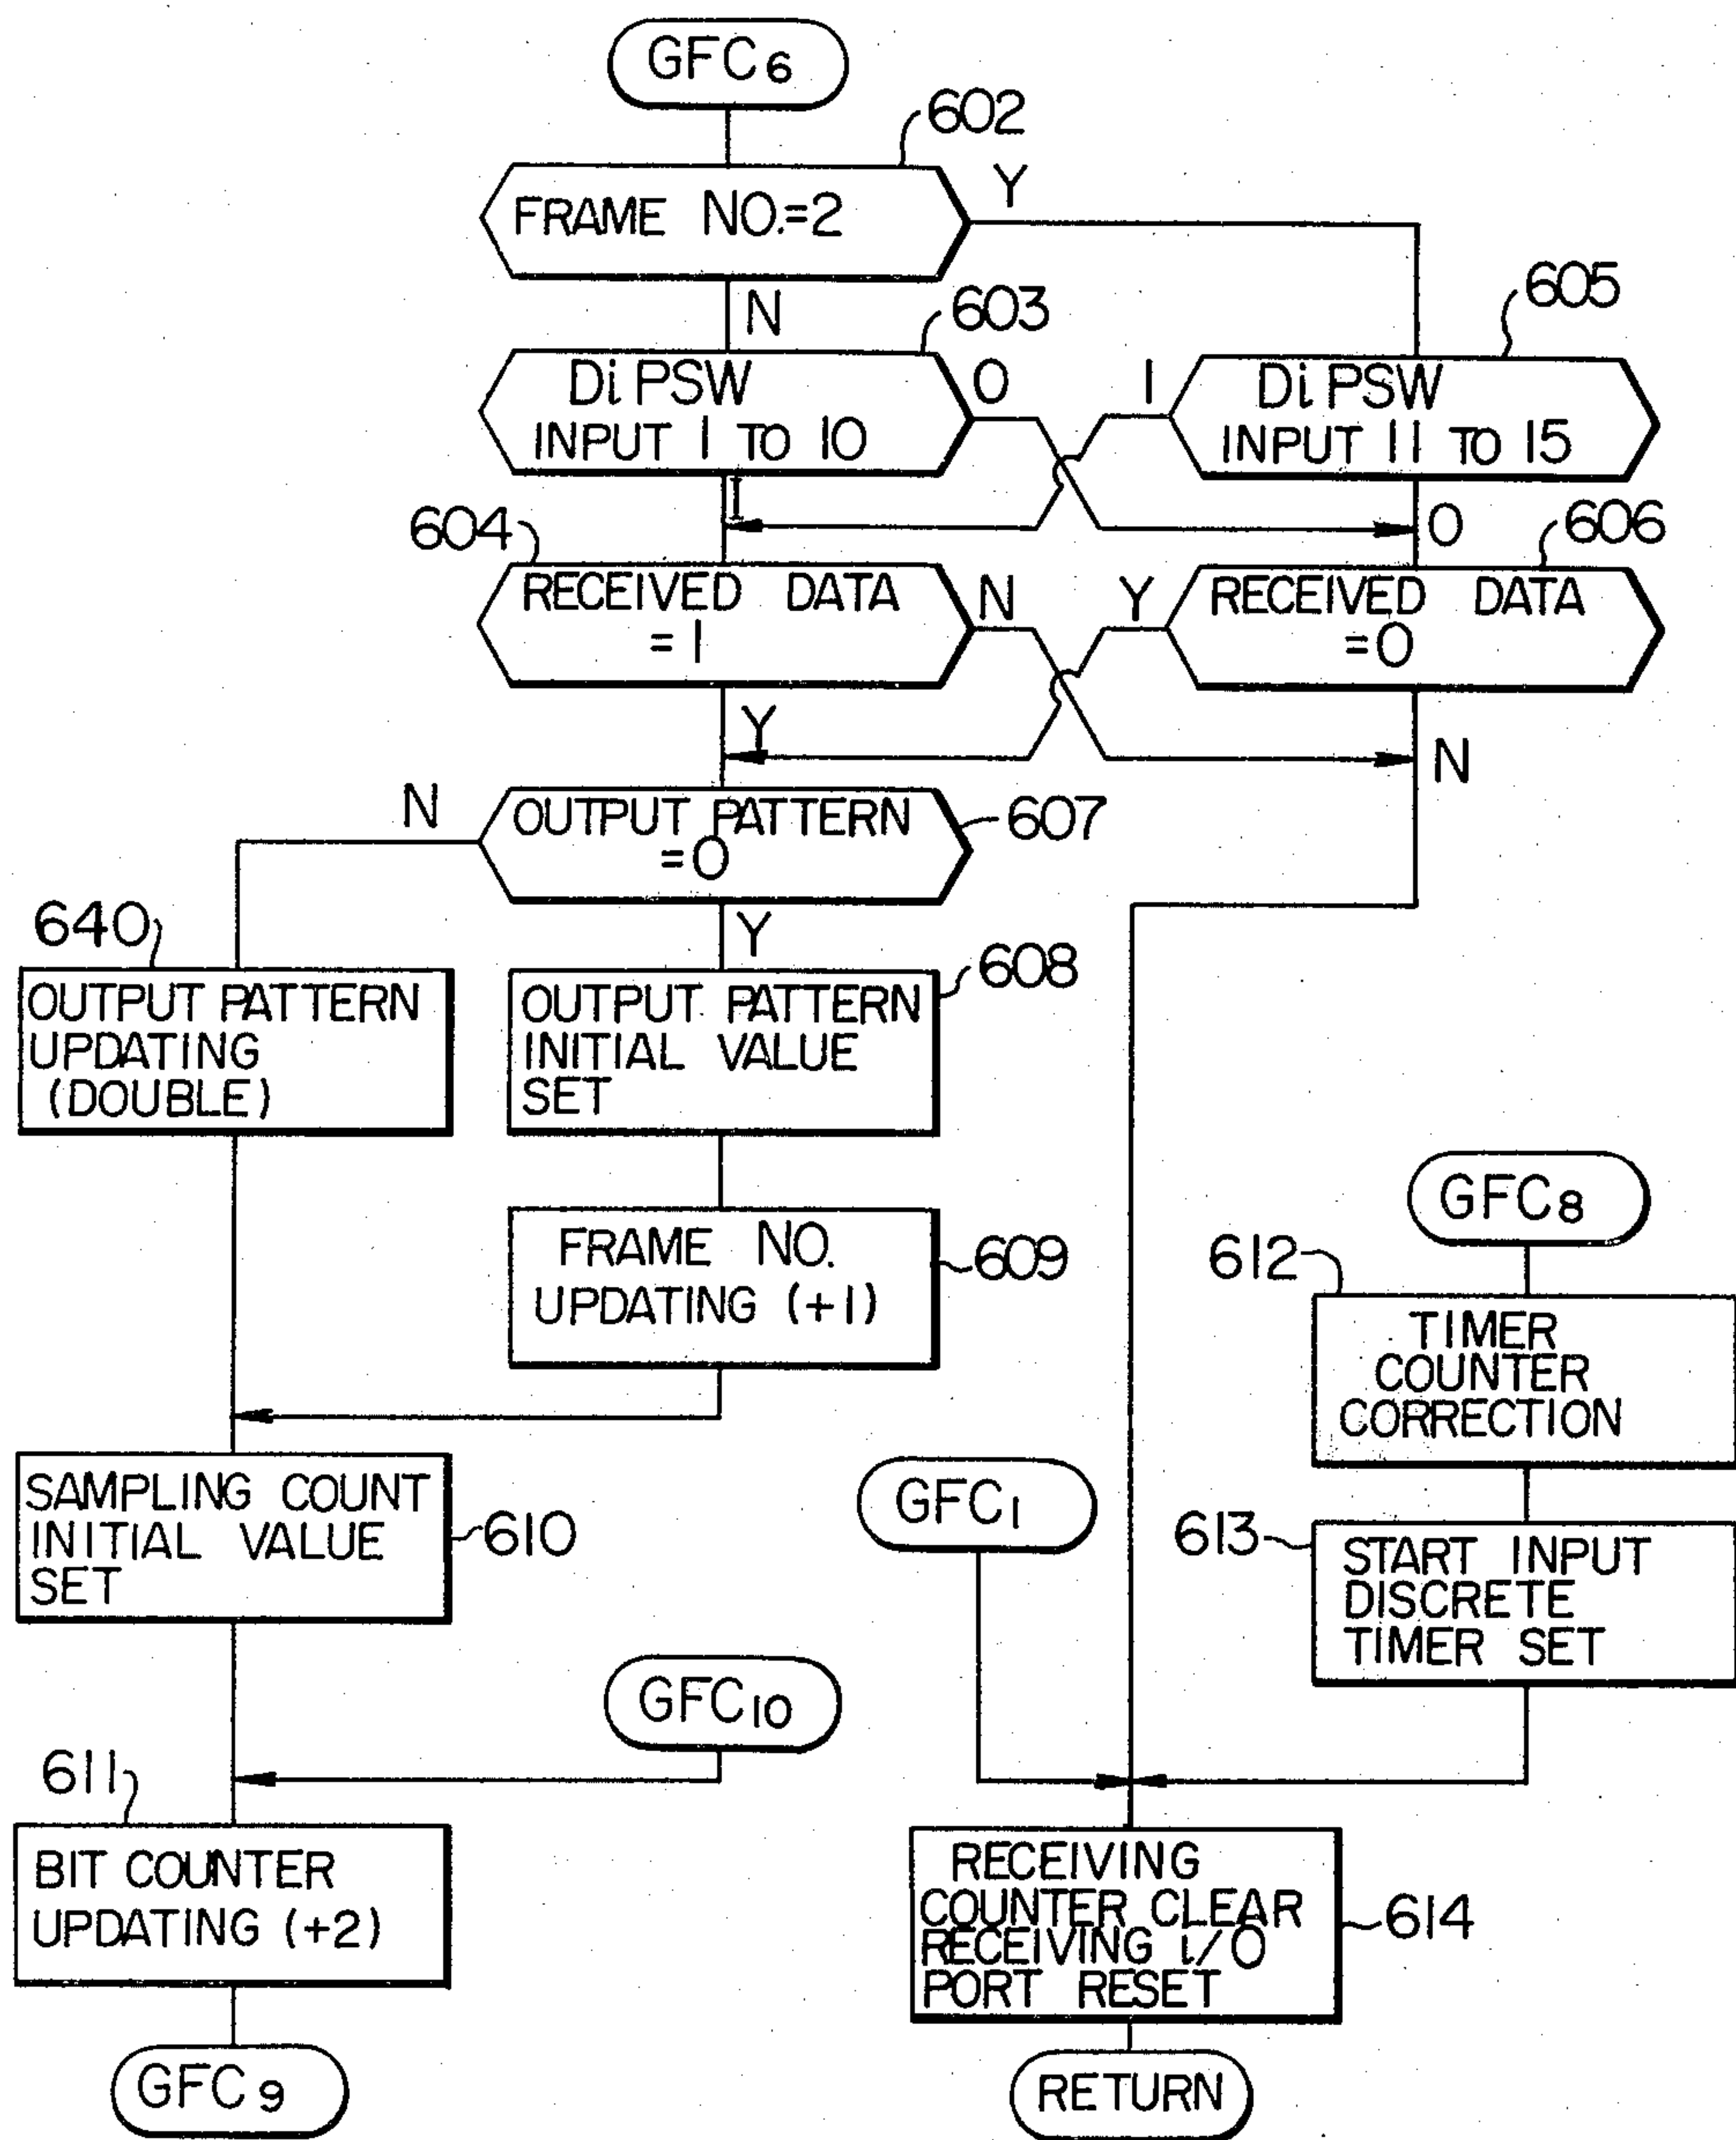 GFC6
602
FRAME NO.=2
Y
N
603
605
DiPSW
INPUT 1 TO 10
0
1
DiPSW
INPUT 11 TO 15
1
0
604
606
RECEIVED DATA
=1
N
Y
RECEIVED DATA
=0
Y
N
N
OUTPUT PATTERN
=0
607
640
Y
608
OUTPUT PATTERN
UPDATING
(DOUBLE)
OUTPUT PATTERN
INITIAL VALUE
SET
FRAME NO.
UPDATING (+1)
609
GFC8
612
TIMER
COUNTER
CORRECTION
SAMPLING COUNT
INITIAL VALUE
SET
610
GFC1
613
START INPUT
DISCRETE
TIMER SET
GFC10
611
BIT COUNTER
UPDATING (+2)
RECEIVING
COUNTER CLEAR
RECEIVING i/O
PORT RESET
614
GFC9
RETURN